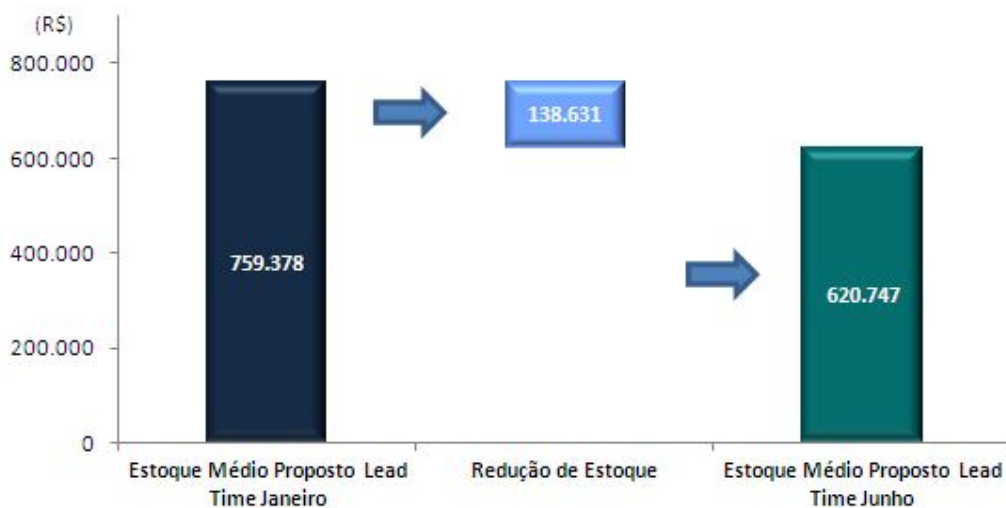 (R$)
800.000
600.000
400.000
200.000
0
759.378
138.631
620.747
Estoque Médio Proposto Lead
Time Janeiro
Redução de Estoque
Estoque Médio Proposto Lead
Time Junho